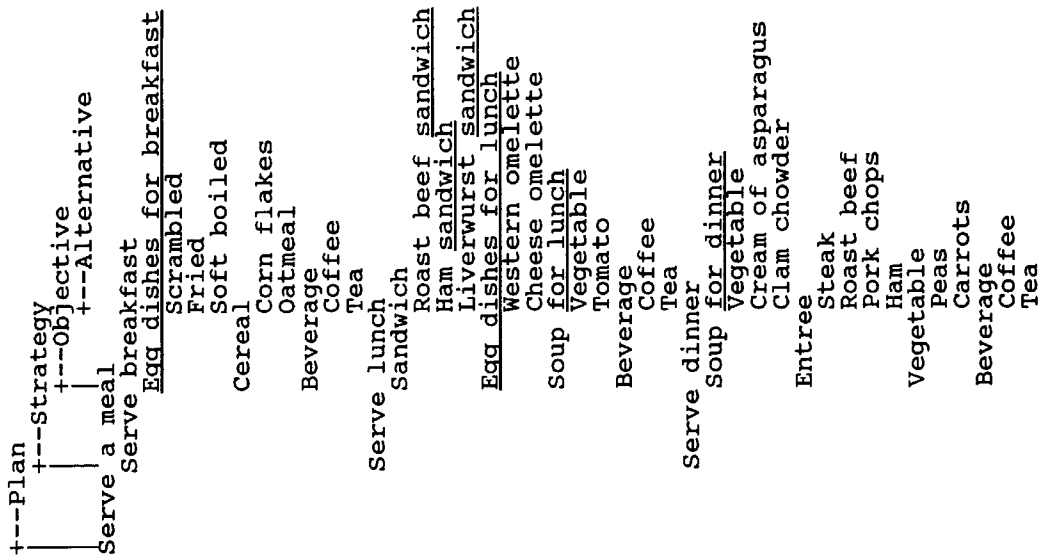 +---Plan
+---Strategy
+---Objective
+---Alternative
Serve a meal
Serve breakfast
Egg dishes for breakfast
Scrambled
Fried
Soft boiled
Cereal
Corn flakes
Oatmeal
Beverage
Coffee
Tea
Serve lunch
Sandwich
Roast beef sandwich
Ham sandwich
Liverwurst sandwich
Egg dishes for lunch
Western omelette
Cheese omelette
Soup for lunch
Vegetable
Tomato
Beverage
Coffee
Tea
Serve dinner
Soup for dinner
Vegetable
Cream of asparagus
Clam chowder
Entree
Steak
Roast beef
Pork chops
Ham
Vegetable
Peas
Carrots
Beverage
Coffee
Tea